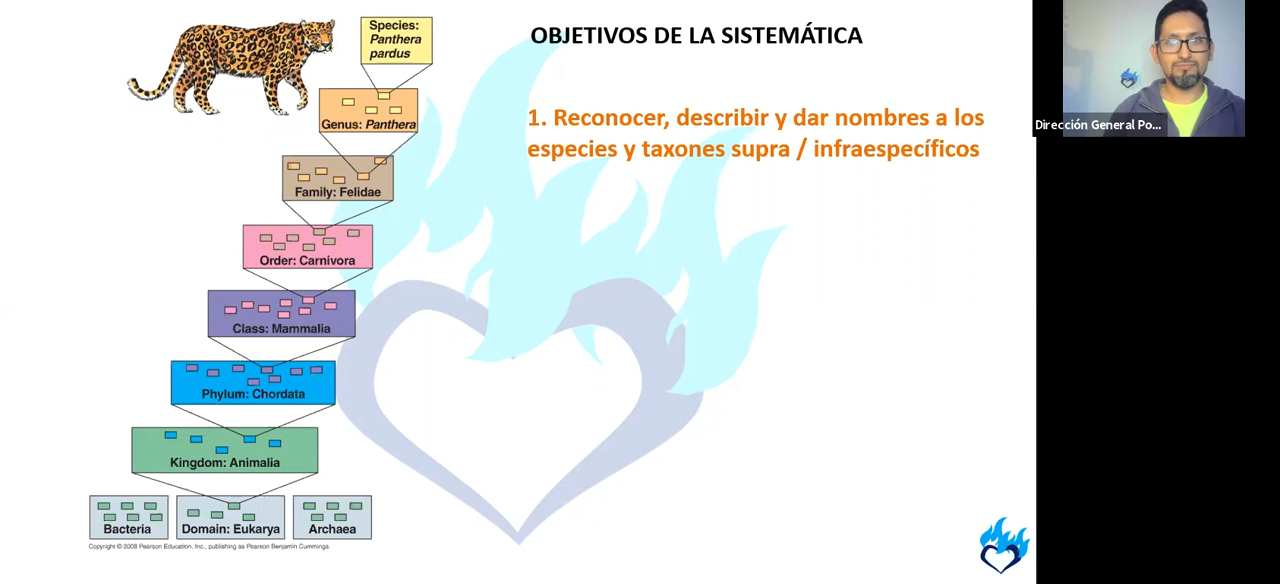 Species:
Panthera
pardus
Genus: Panthera
Family: Felidae
Order: Carnivora
Class: Mammalia
Phylum: Chordata
Kingdom: Animalia
Bacteria
Domain: Eukarya
Archaea
Copyright © 2008 Pearson Education, Inc., publishing as Pearson Benjamin Cummings.
OBJETIVOS DE LA SISTEMÁTICA
1. Reconocer, describir y dar nombres a los
especies y taxones supra / infraespecíficos
Dirección General Po...